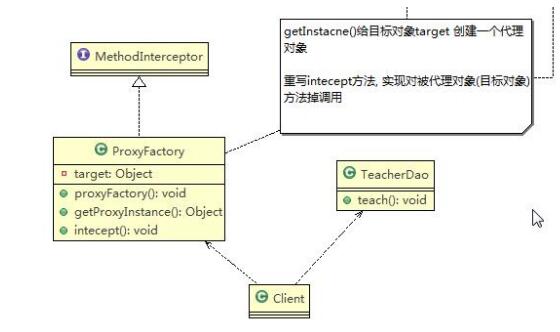 getInstacne()给目标对象target 创建一个代理
对象
重写intecept方法, 实现对被代理对象(目标对象)
方法掉调用
I MethodInterceptor
C ProxyFactory
target: Object
proxyFactory(): void
getProxyInstance(): Object
intecept(): void
C TeacherDao
teach(): void
C Client